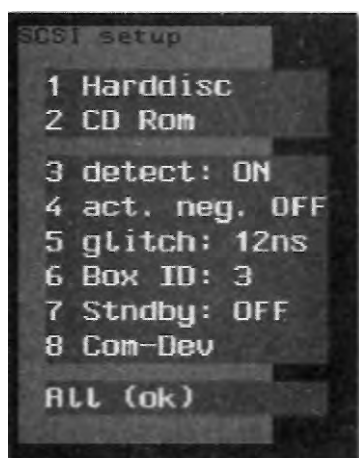 SCSI setup
1 Harddisc
2 CD Rom
3 detect: ON
4 act. neg. OFF
5 glitch: 12ns
6 Box ID: 3
7 Stndby: OFF
8 Com-Dev
All (ok)